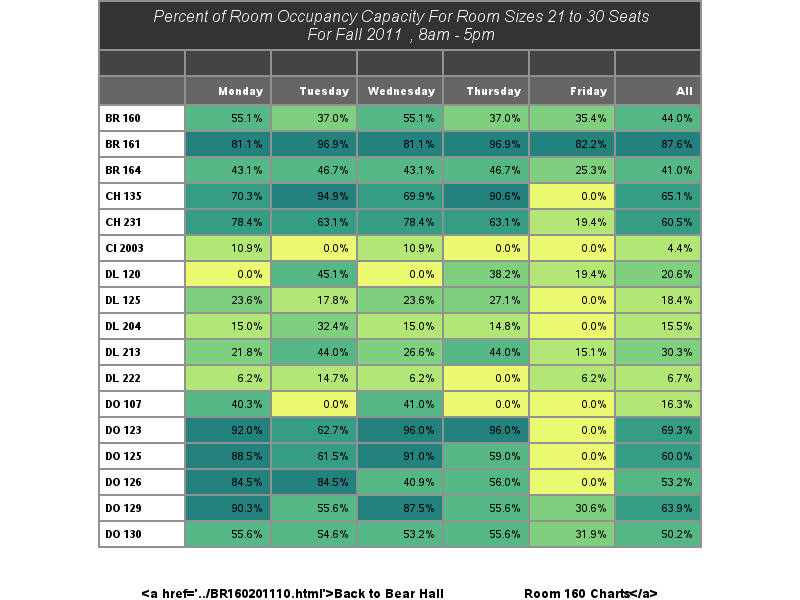 Percent of Room Occupancy Capacity For Room Sizes 21 to 30 Seats
For Fall 2011 , 8am - 5pm
Monday Tuesday Wednesday Thursday Friday All
BR 160 55.1% 37.0% 55.1% 37.0% 35.4% 44.0%
BR 161 81.1% 96.9% 81.1% 96.9% 82.2% 87.6%
BR 164 43.1% 46.7% 43.1% 46.7% 25.3% 41.0%
CH 135 70.3% 94.9% 69.9% 90.6% 0.0% 65.1%
CH 231 78.4% 63.1% 78.4% 63.1% 19.4% 60.5%
CI 2003 10.9% 0.0% 10.9% 0.0% 0.0% 4.4%
DL 120 0.0% 45.1% 0.0% 38.2% 19.4% 20.6%
DL 125 23.6% 17.8% 23.6% 27.1% 0.0% 18.4%
DL 204 15.0% 32.4% 15.0% 14.8% 0.0% 15.5%
DL 213 21.8% 44.0% 26.6% 44.0% 15.1% 30.3%
DL 222 6.2% 14.7% 6.2% 0.0% 6.2% 6.7%
DO 107 40.3% 0.0% 41.0% 0.0% 0.0% 16.3%
DO 123 92.0% 62.7% 96.0% 96.0% 0.0% 69.3%
DO 125 88.5% 61.5% 91.0% 59.0% 0.0% 60.0%
DO 126 84.5% 84.5% 40.9% 56.0% 0.0% 53.2%
DO 129 90.3% 55.6% 87.5% 55.6% 30.6% 63.9%
DO 130 55.6% 54.6% 53.2% 55.6% 31.9% 50.2%
<a href='../BR160201110.html'>Back to Bear Hall Room 160 Charts</a>